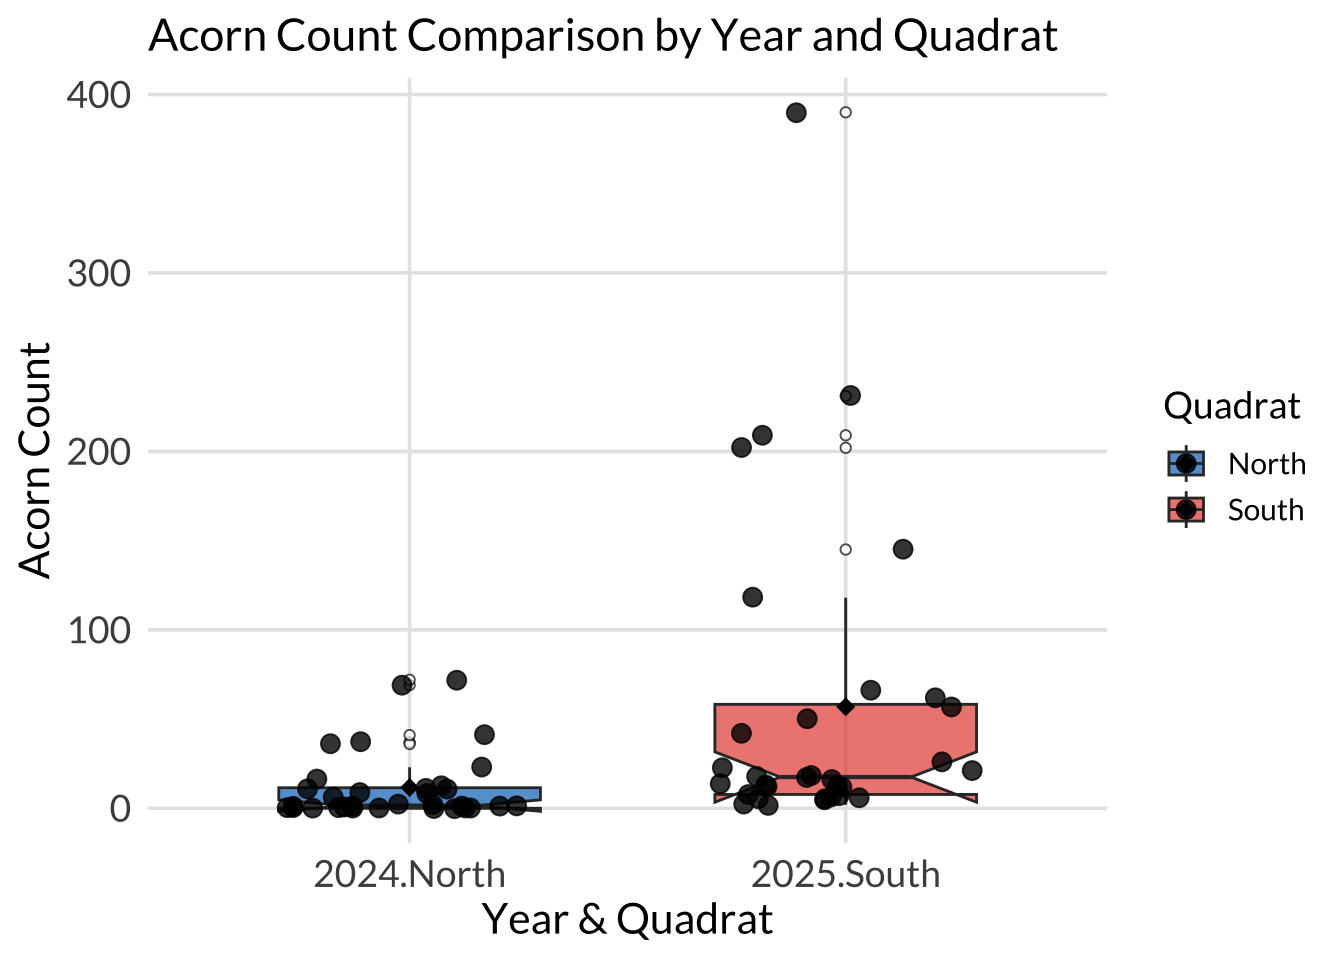 Acorn Count Comparison by Year and Quadrat
400
300
200
100
0
Acorn Count
2024.North
2025.South
Year & Quadrat
Quadrat
North
South